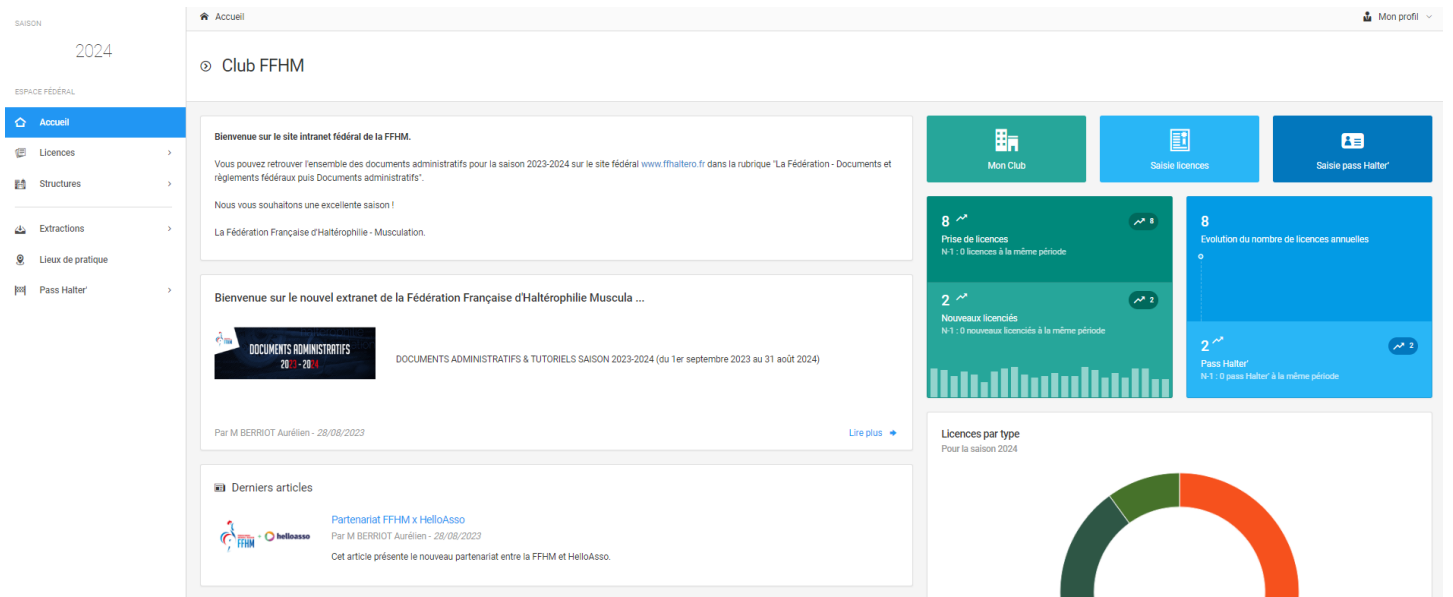 SAISON
2024
ESPACE FÉDÉRAL
Accueil
Licences
Structures
Extractions
Lieux de pratique
Pass Halter'
Accueil
Mon profil
Club FFHM
Bienvenue sur le site intranet fédéral de la FFHM.
Vous pouvez retrouver l'ensemble des documents administratifs pour la saison 2023-2024 sur le site fédéral www.ffhaltero.fr dans la rubrique "La Fédération - Documents et
règlements fédéraux puis Documents administratifs".
Nous vous souhaitons une excellente saison !
La Fédération Française d'Haltérophilie - Musculation.
Bienvenue sur le nouvel extranet de la Fédération Française d'Haltérophilie Muscula ...
DOCUMENTS ADMINISTRATIFS
2023 - 2024
DOCUMENTS ADMINISTRATIFS & TUTORIELS SAISON 2023-2024 (du 1er septembre 2023 au 31 août 2024)
Par M BERRIOT Aurélien - 28/08/2023
Lire plus
Derniers articles
FFHM
+ helloasso
Partenariat FFHM x HelloAsso
Par M BERRIOT Aurélien - 28/08/2023
Cet article présente le nouveau partenariat entre la FFHM et HelloAsso.
Mon Club
Saisie licences
Saisie pass Halter'
8
8
Prise de licences
N-1 : 0 licences à la même période
2
2
Nouveaux licenciés
N-1 : 0 nouveaux licenciés à la même période
8
Evolution du nombre de licences annuelles
2
2
Pass Halter'
N-1 : 0 pass Halter' à la même période
Licences par type
Pour la saison 2024